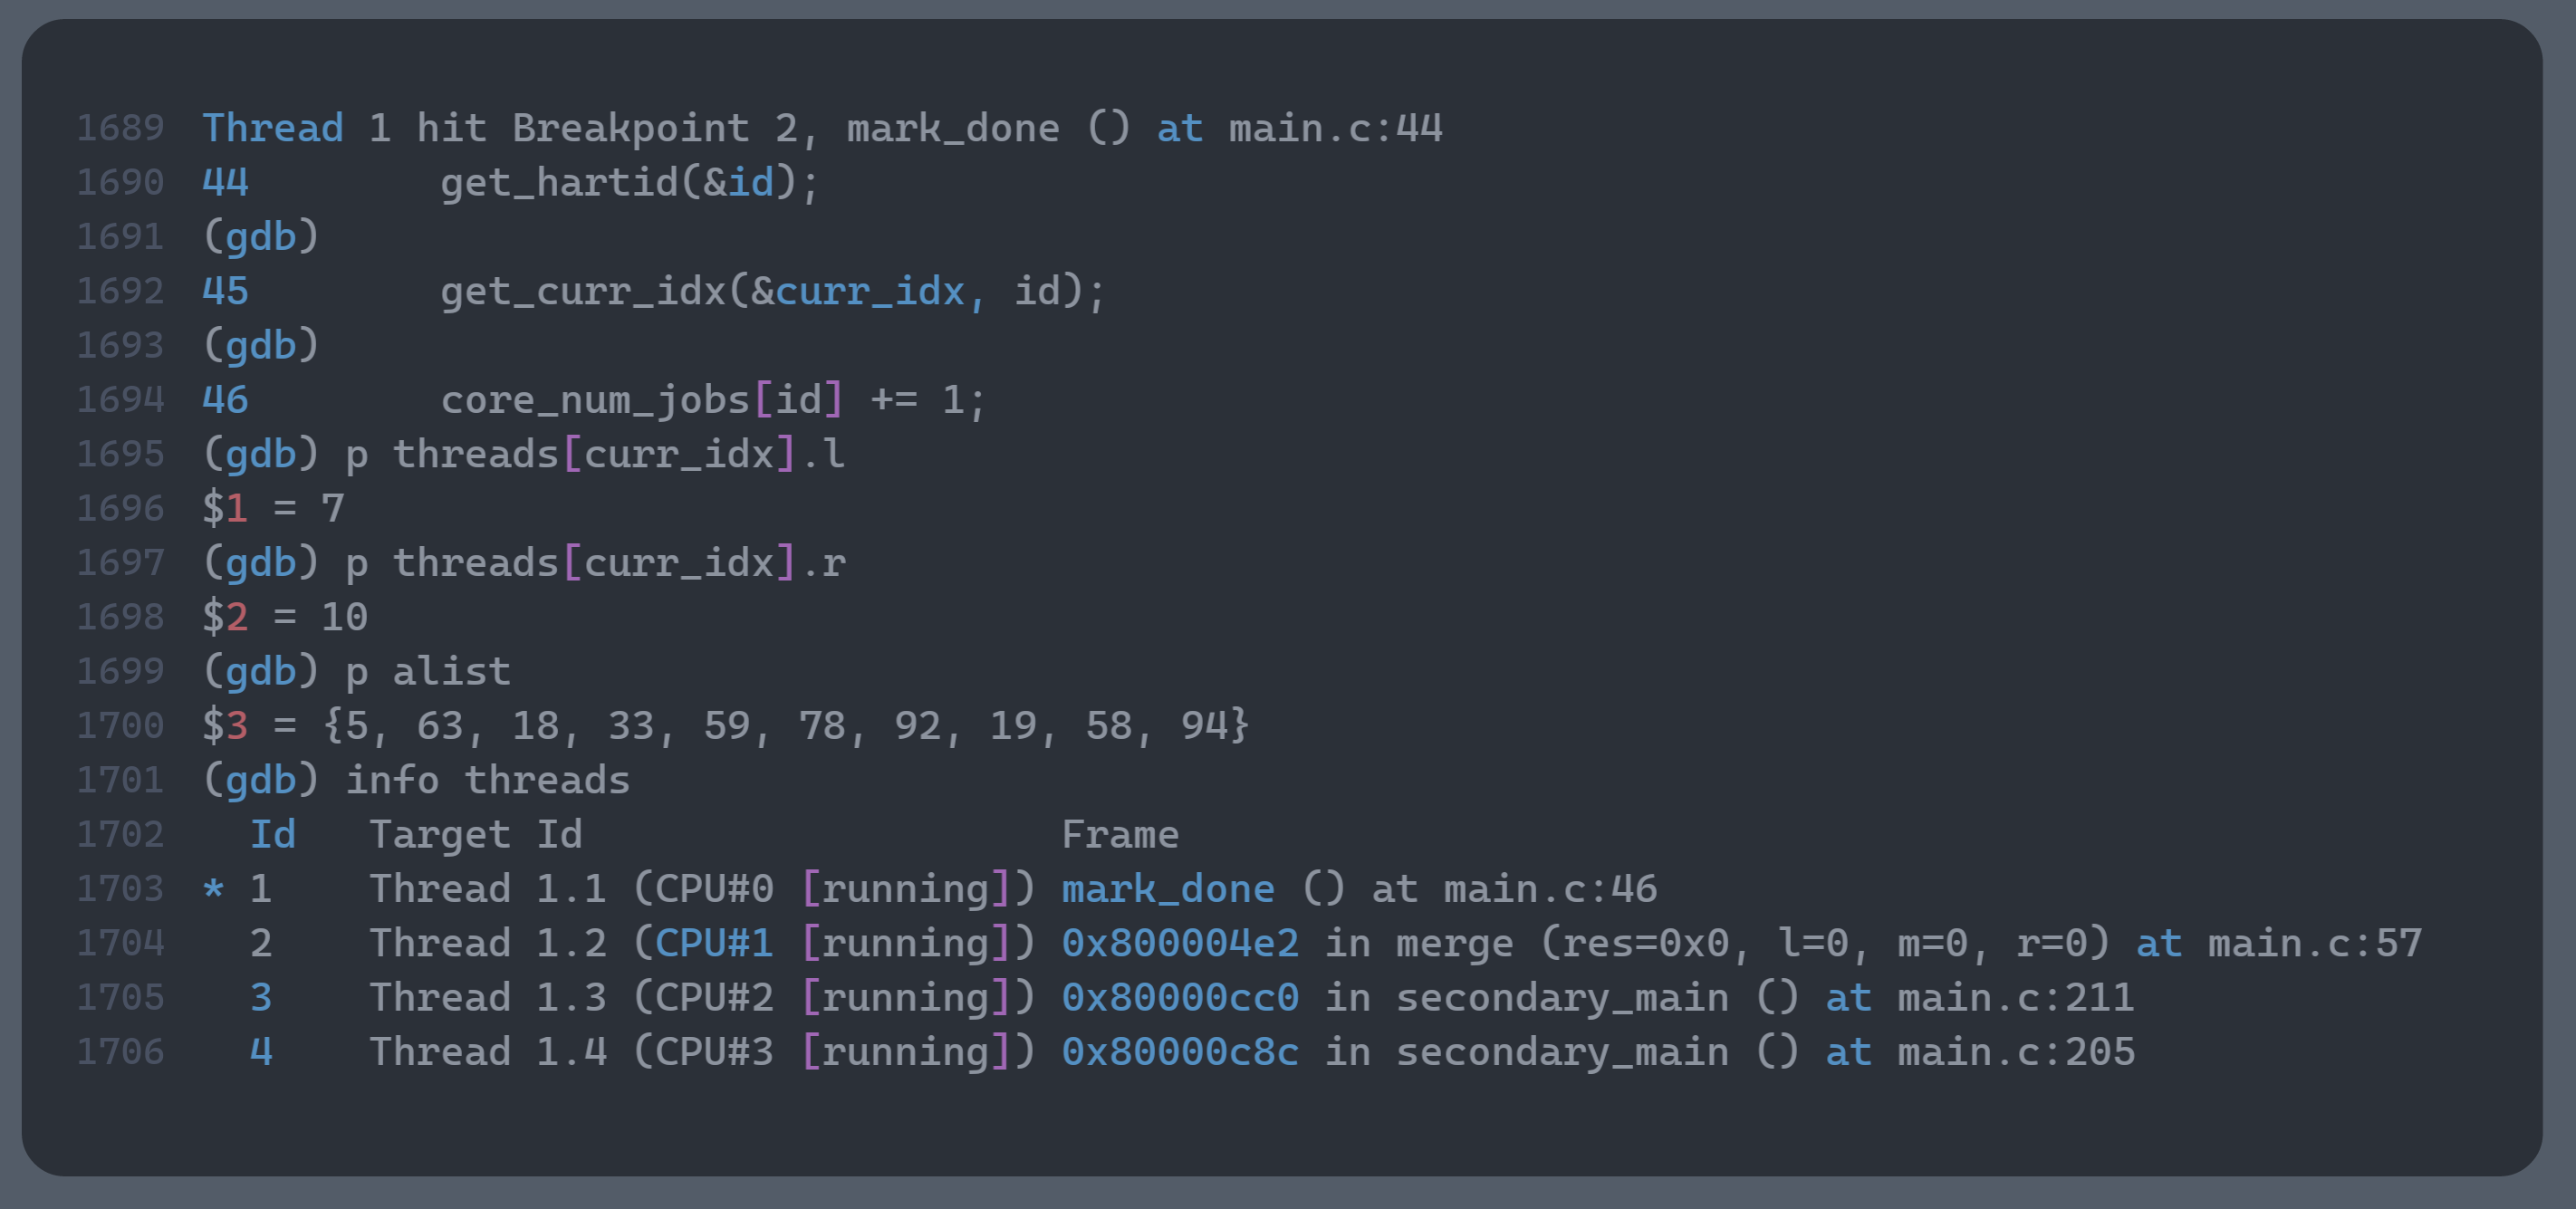 1689 Thread 1 hit Breakpoint 2, mark_done () at main.c:44
1690 44        get_hartid(&id);
1691 (gdb)
1692 45        get_curr_idx(&curr_idx, id);
1693 (gdb)
1694 46        core_num_jobs[id] += 1;
1695 (gdb) p threads[curr_idx].l
1696 $1 = 7
1697 (gdb) p threads[curr_idx].r
1698 $2 = 10
1699 (gdb) p alist
1700 $3 = {5, 63, 18, 33, 59, 78, 92, 19, 58, 94}
1701 (gdb) info threads
1702   Id   Target Id                    Frame
1703 * 1    Thread 1.1 (CPU#0 [running]) mark_done () at main.c:46
1704   2    Thread 1.2 (CPU#1 [running]) 0x800004e2 in merge (res=0x0, l=0, m=0, r=0) at main.c:57
1705   3    Thread 1.3 (CPU#2 [running]) 0x80000cc0 in secondary_main () at main.c:211
1706   4    Thread 1.4 (CPU#3 [running]) 0x80000c8c in secondary_main () at main.c:205